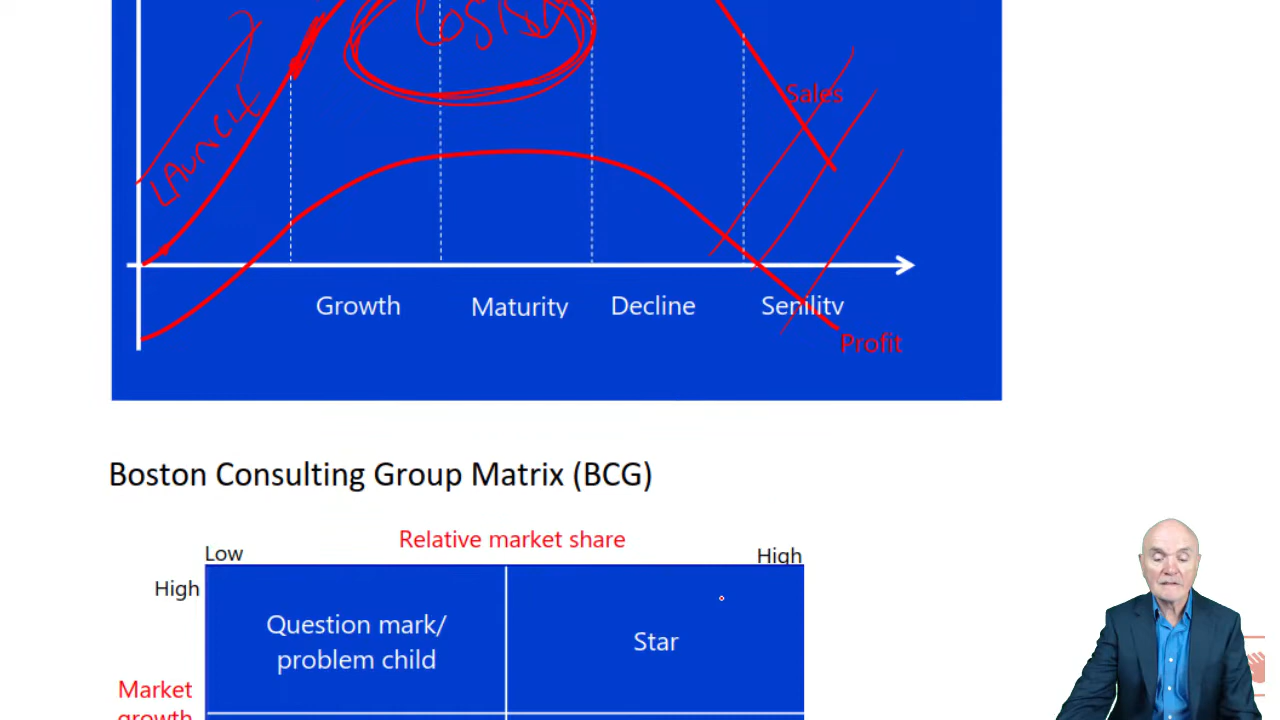 LAUNCH
Sales
Growth
Maturity
Decline
Senility
Profit
Boston Consulting Group Matrix (BCG)
Relative market share
Low
High
High
Question mark/
problem child
Star
Market
growth